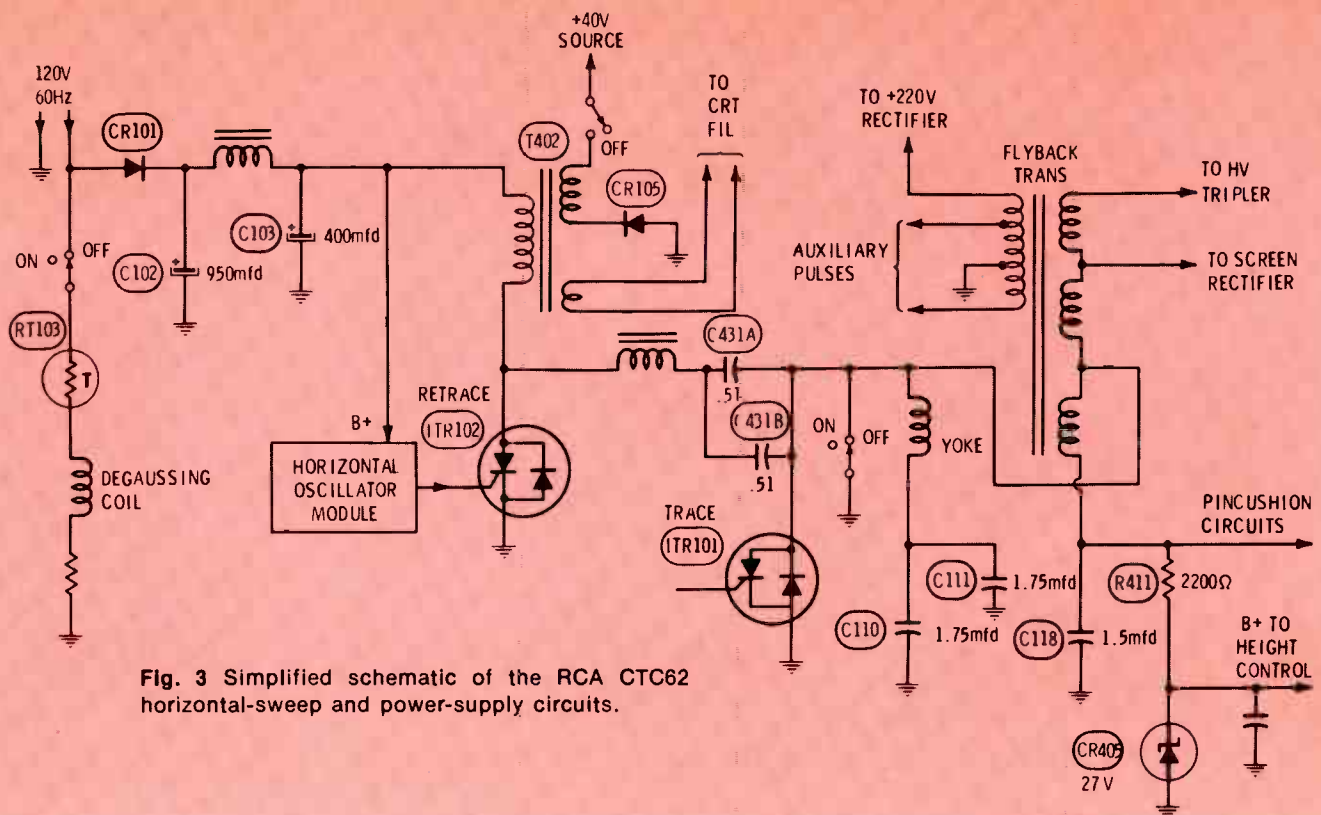 +40V
SOURCE
120V
60Hz
CR101
T402
OFF
TO
CRT
FIL
TO +220V
RECTIFIER
FLYBACK
TRANS
TO HV
TRIPLER
CR105
C103
400mfd
AUXILIARY
PULSES
TO SCREEN
RECTIFIER
ON
OFF
C102
950mfd
RT103
T
C431A
.51
RETRACE
ITR102
C431B
.51
ON
OFF
YOKE
B+
DEGAUSSING
COIL
HORIZONTAL
OSCILLATOR
MODULE
TRACE
ITR101
PINCUSHION
CIRCUITS
C111
1.75mfd
R411
2200Ω
C110
1.75mfd
C118
1.5mfd
B+ TO
HEIGHT
CONTROL
CR405
27V
Fig. 3 Simplified schematic of the RCA CTC62
horizontal-sweep and power-supply circuits.